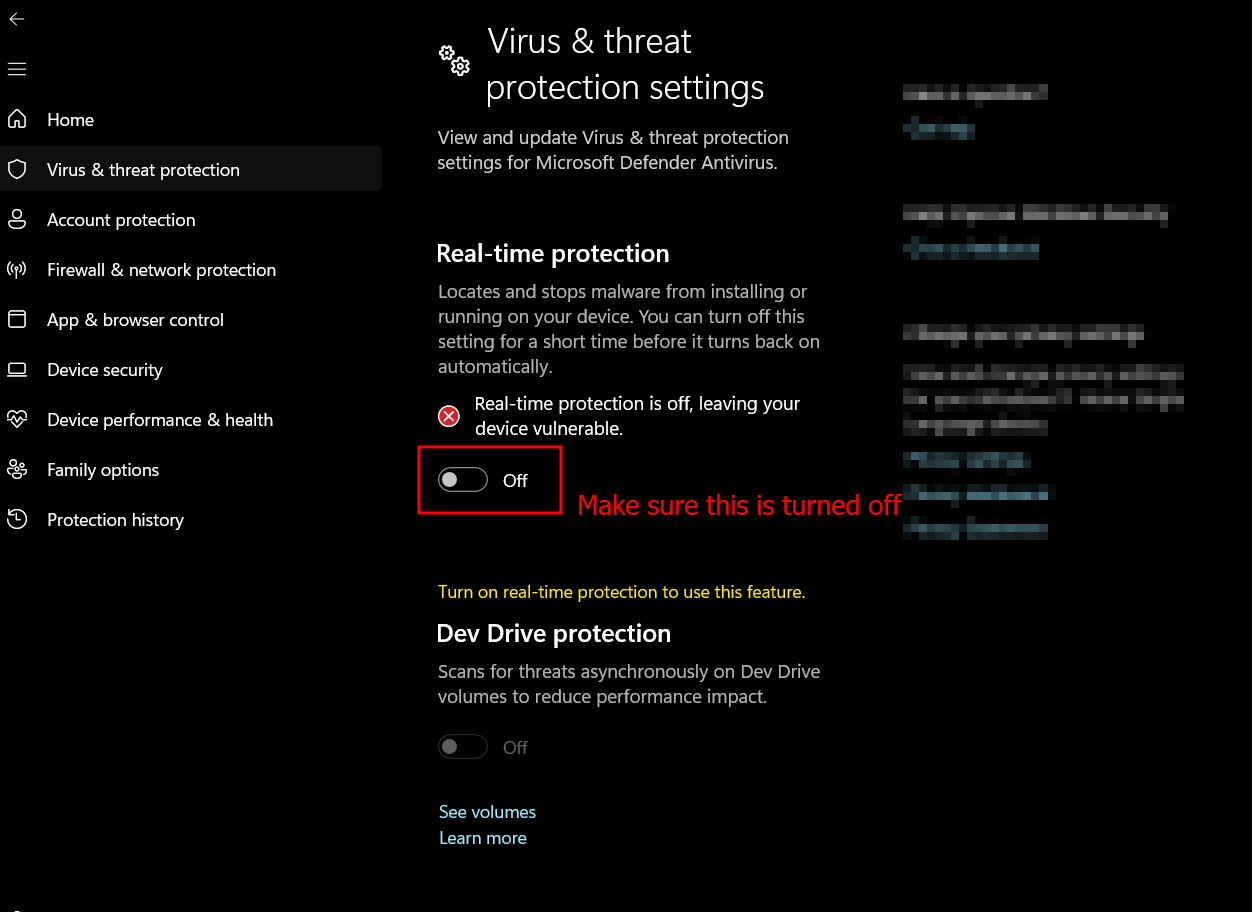 Home
Virus & threat protection
Account protection
Firewall & network protection
App & browser control
Device security
Device performance & health
Family options
Protection history
Virus & threat
protection settings
View and update Virus & threat protection
settings for Microsoft Defender Antivirus.
Real-time protection
Locates and stops malware from installing or
running on your device. You can turn off this
setting for a short time before it turns back on
automatically.
Real-time protection is off, leaving your
device vulnerable.
Off
Make sure this is turned off
Turn on real-time protection to use this feature.
Dev Drive protection
Scans for threats asynchronously on Dev Drive
volumes to reduce performance impact.
Off
See volumes
Learn more